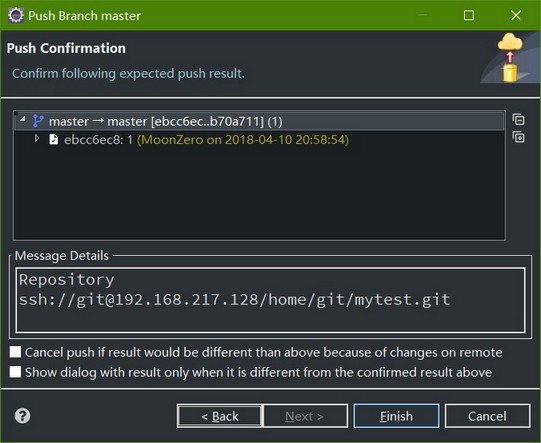 Push Branch master
Push Confirmation
Confirm following expected push result.
master → master [ebcc6ec..b70a711] (1)
ebcc6ec8: 1 (MoonZero on 2018-04-10 20:58:54)
Message Details
Repository
ssh://git@192.168.217.128/home/git/mytest.git
Cancel push if result would be different than above because of changes on remote
Show dialog with result only when it is different from the confirmed result above
< Back
Next >
Finish
Cancel